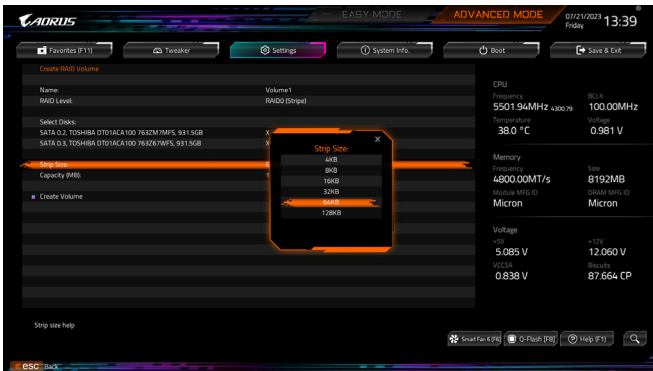 AORUS
EASY MODE
ADVANCED MODE
07/21/2023
Friday
13:39
Favorites (F11)
Tweaker
Settings
System Info.
Boot
Save & Exit
Create RAID Volume
Name: Volume1
RAID Level: RAID0 (Stripe)
Select Disks:
SATA 0.2, TOSHIBA DT01ACA100 763ZM7MFS, 931.5GB X
SATA 0.3, TOSHIBA DT01ACA100 763Z67WFS, 931.5GB X
Strip Size: 6
Capacity (MB): 1
Create Volume
Strip Size:
X
4KB
8KB
16KB
32KB
64KB
128KB
CPU
Frequency BCLK
5501.94MHz 4300.79 100.00MHz
Temperature Voltage
38.0 °C 0.981 V
Memory
Frequency Size
4800.00MT/s 8192MB
Module MFG ID DRAM MFG ID
Micron Micron
Voltage
+5V +12V
5.085 V 12.060 V
VCCSA Biscuits
0.838 V 87.664 CP
Strip size help
Smart Fan 6 [F6]
Q-Flash [F8]
Help (F1)
esc Back